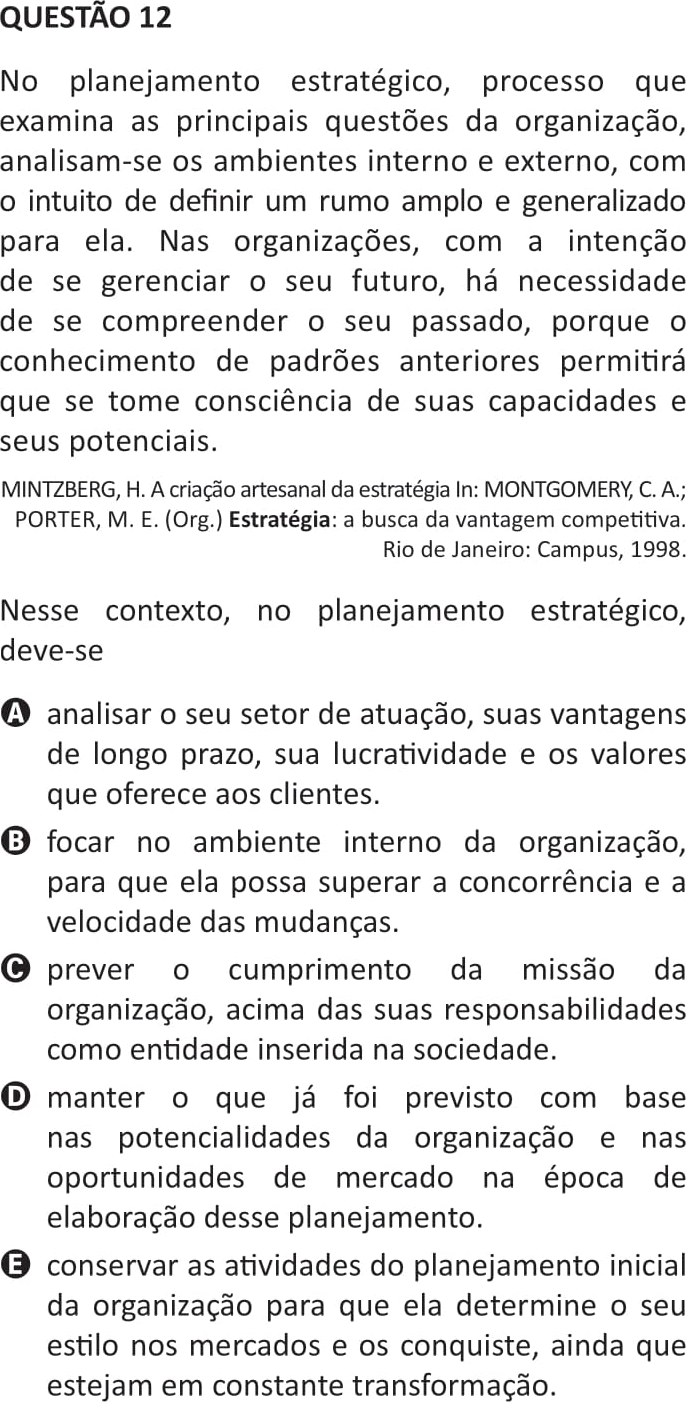 QUESTÃO 12
No planejamento estratégico, processo que
examina as principais questões da organização,
analisam-se os ambientes interno e externo, com
o intuito de definir um rumo amplo e generalizado
para ela. Nas organizações, com a intenção
de se gerenciar o seu futuro, há necessidade
de se compreender o seu passado, porque o
conhecimento de padrões anteriores permitirá
que se tome consciência de suas capacidades e
seus potenciais.
MINTZBERG, H. A criação artesanal da estratégia In: MONTGOMERY, C. A.;
PORTER, M. E. (Org.) Estratégia: a busca da vantagem competitiva.
Rio de Janeiro: Campus, 1998.
Nesse contexto, no planejamento estratégico,
deve-se
A analisar o seu setor de atuação, suas vantagens
de longo prazo, sua lucratividade e os valores
que oferece aos clientes.
B focar no ambiente interno da organização,
para que ela possa superar a concorrência e a
velocidade das mudanças.
C prever o cumprimento da missão da
organização, acima das suas responsabilidades
como entidade inserida na sociedade.
D manter o que já foi previsto com base
nas potencialidades da organização e nas
oportunidades de mercado na época de
elaboração desse planejamento.
E conservar as atividades do planejamento inicial
da organização para que ela determine o seu
estilo nos mercados e os conquiste, ainda que
estejam em constante transformação.